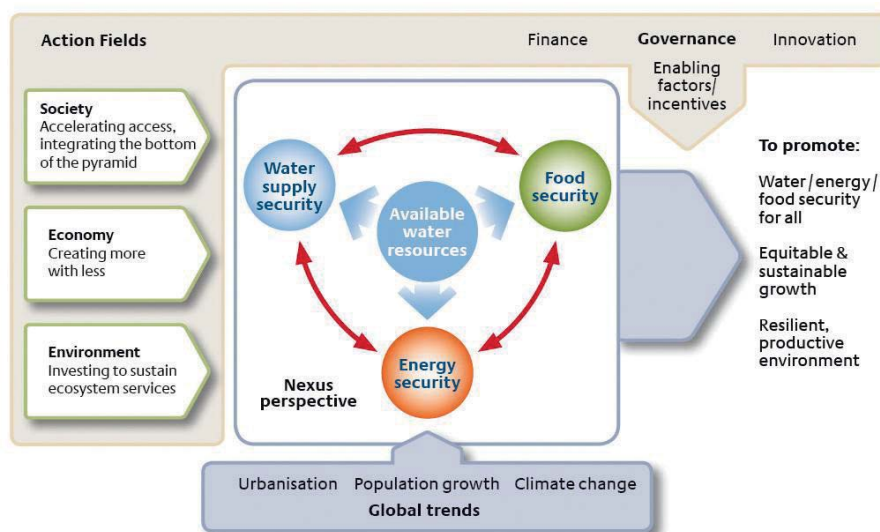 Action Fields
Finance
Governance
Innovation
Enabling
factors/
incentives
Society
Accelerating access,
integrating the bottom
of the pyramid
Economy
Creating more
with less
Environment
Investing to sustain
ecosystem services
Water
supply
security
Food
security
Available
water
resources
Energy
security
Nexus
perspective
To promote:
Water/energy/
food security
for all
Equitable &
sustainable
growth
Resilient,
productive
environment
Urbanisation
Population growth
Climate change
Global trends